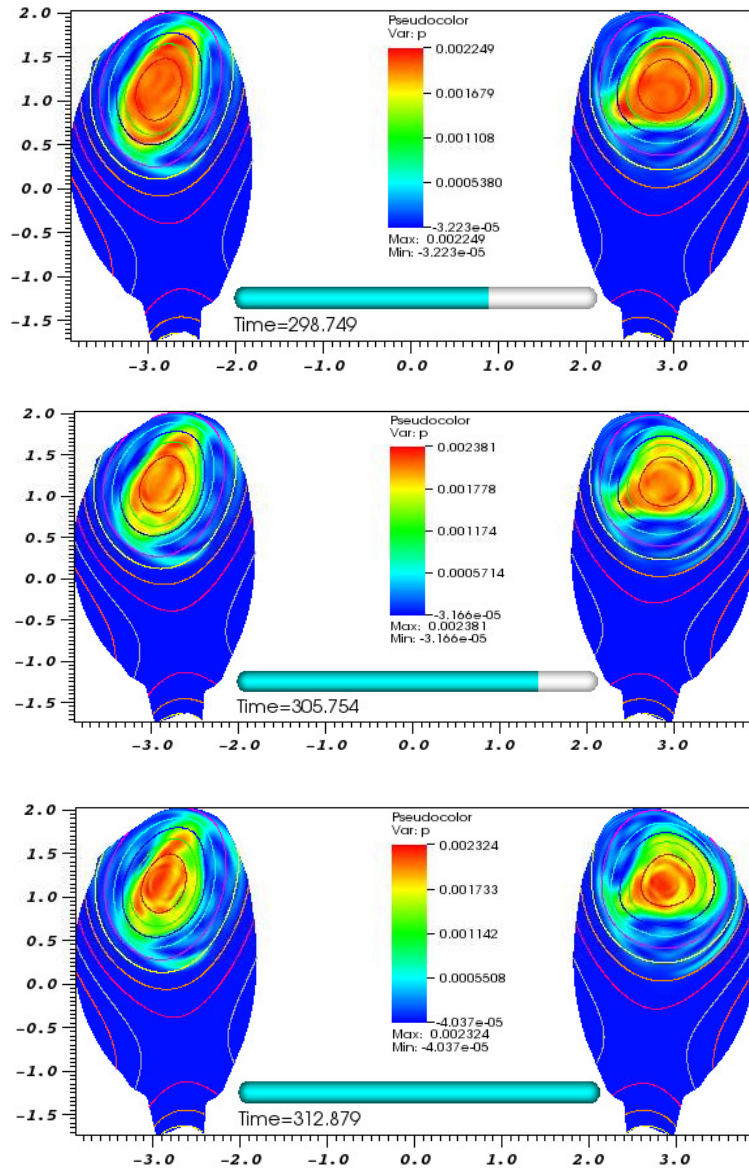 Pseudocolor
Var: p
0.002249
0.001679
0.001108
0.0005380
-3.223e-05
Max: 0.002249
Min: -3.223e-05
2.0
1.5
1.0
0.5
0.0
-0.5
-1.0
-1.5
Time=298.749
-3.0 -2.0 -1.0 0.0 1.0 2.0 3.0
Pseudocolor
Var: p
0.002381
0.001778
0.001174
0.0005714
-3.166e-05
Max: 0.002381
Min: -3.166e-05
2.0
1.5
1.0
0.5
0.0
-0.5
-1.0
-1.5
Time=305.754
-3.0 -2.0 -1.0 0.0 1.0 2.0 3.0
Pseudocolor
Var: p
0.002324
0.001733
0.001142
0.0005508
-4.037e-05
Max: 0.002324
Min: -4.037e-05
2.0
1.5
1.0
0.5
0.0
-0.5
-1.0
-1.5
Time=312.879
-3.0 -2.0 -1.0 0.0 1.0 2.0 3.0